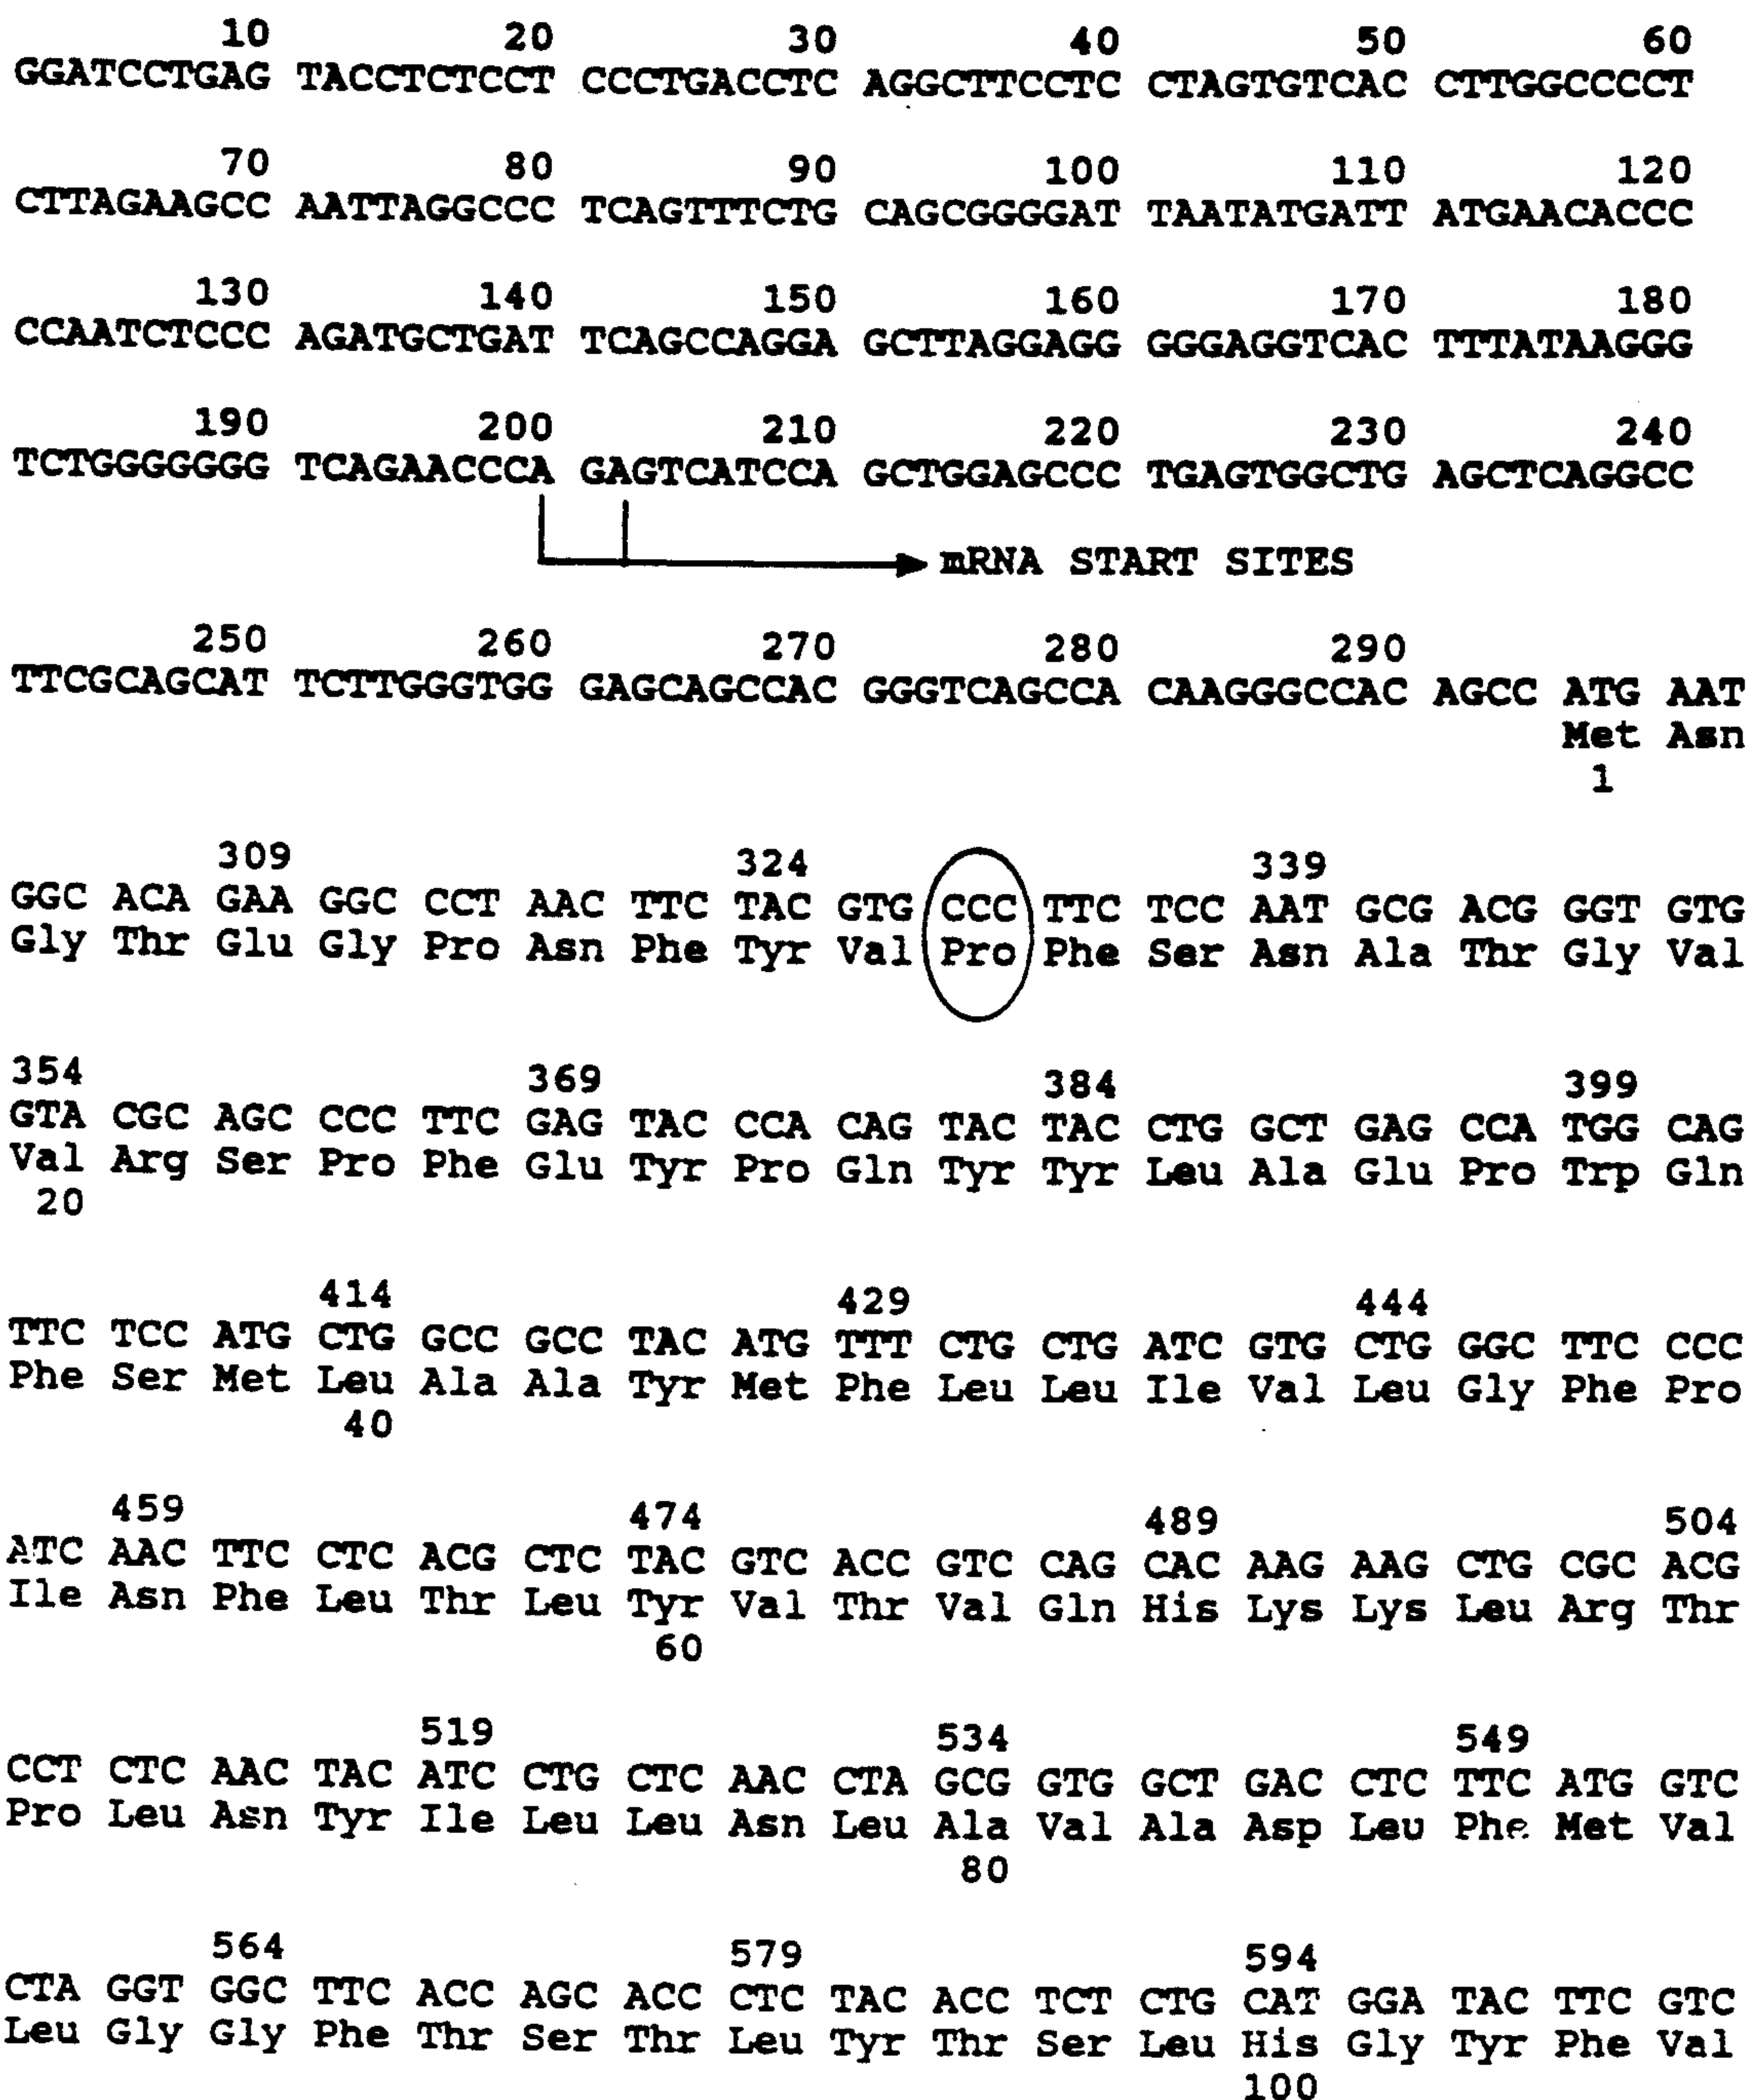 10 20 30 40 50 60
GGATCCTGAG TACCTCTCCT CCCTGACCTC AGGCTTCCTC CTAGTGTCAC CTTGGCCCCT
70 80 90 100 110 120
CTTAGAAGCC AATTAGGCCC TCAGTTTCTG CAGCGGGGAT TAATATGATT ATGAACACCC
130 140 150 160 170 180
CCAATCTCCC AGATGCTGAT TCAGCCAGGA GCTTAGGAGG GGGAGGTCAC TTTATAAGGG
190 200 210 220 230 240
TCTGGGGGGG TCAGAACCCA GAGTCATCCA GCTGGAGCCC TGAGTGGCTG AGCTCAGGCC
mRNA START SITES
250 260 270 280 290
TTCGCAGCAT TCTTGGGTGG GAGCAGCCAC GGGTCAGCCA CAAGGGCCAC AGCC ATG AAT
Met Asn
1
309 324 339
GGC ACA GAA GGC CCT AAC TTC TAC GTG CCC TTC TCC AAT GCG ACG GGT GTG
Gly Thr Glu Gly Pro Asn Phe Tyr Val Pro Phe Ser Asn Ala Thr Gly Val
354 369 384 399
GTA CGC AGC CCC TTC GAG TAC CCA CAG TAC TAC CTG GCT GAG CCA TGG CAG
Val Arg Ser Pro Phe Glu Tyr Pro Gln Tyr Tyr Leu Ala Glu Pro Trp Gln
20
414 429 444
TTC TCC ATG CTG GCC GCC TAC ATG TTT CTG CTG ATC GTG CTG GGC TTC CCC
Phe Ser Met Leu Ala Ala Tyr Met Phe Leu Leu Ile Val Leu Gly Phe Pro
40
459 474 489 504
ATC AAC TTC CTC ACG CTC TAC GTC ACC GTC CAG CAC AAG AAG CTG CGC ACG
Ile Asn Phe Leu Thr Leu Tyr Val Thr Val Gln His Lys Lys Leu Arg Thr
60
519 534 549
CCT CTC AAC TAC ATC CTG CTC AAC CTA GCG GTG GCT GAC CTC TTC ATG GTC
Pro Leu Asn Tyr Ile Leu Leu Asn Leu Ala Val Ala Asp Leu Phe Met Val
80
564 579 594
CTA GGT GGC TTC ACC AGC ACC CTC TAC ACC TCT CTG CAT GGA TAC TTC GTC
Leu Gly Gly Phe Thr Ser Thr Leu Tyr Thr Ser Leu His Gly Tyr Phe Val
100